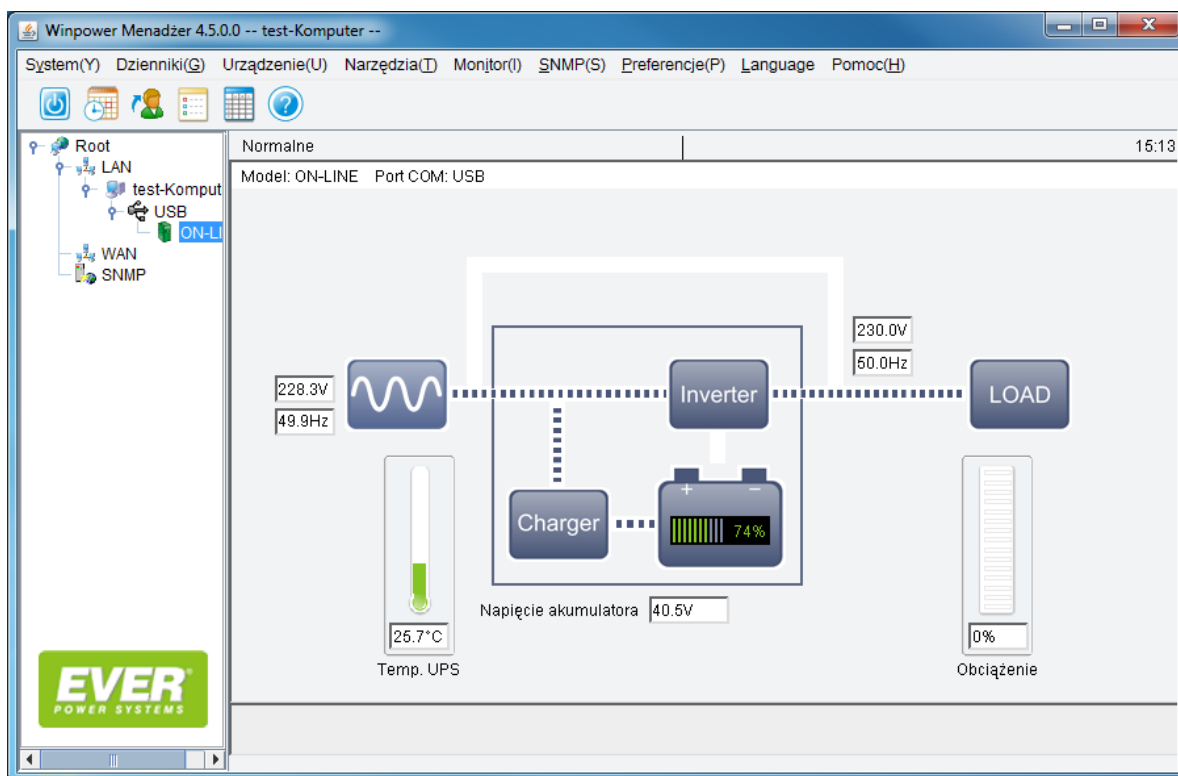 Winpower Menadżer 4.5.0.0 -- test-Komputer --
System(Y) Dzienniki(G) Urządzenie(U) Narzędzia(T) Monitor(I) SNMP(S) Preferencje(P) Language Pomoc(H)
Root
LAN
test-Komput
USB
ON-LI
WAN
SNMP
EVER
POWER SYSTEMS
Normalne 15:13
Model: ON-LINE Port COM: USB
230.0V
50.0Hz
228.3V
49.9Hz
Inverter
LOAD
Charger
+ −
74%
Napięcie akumulatora 40.5V
25.7°C
Temp. UPS
0%
Obciążenie